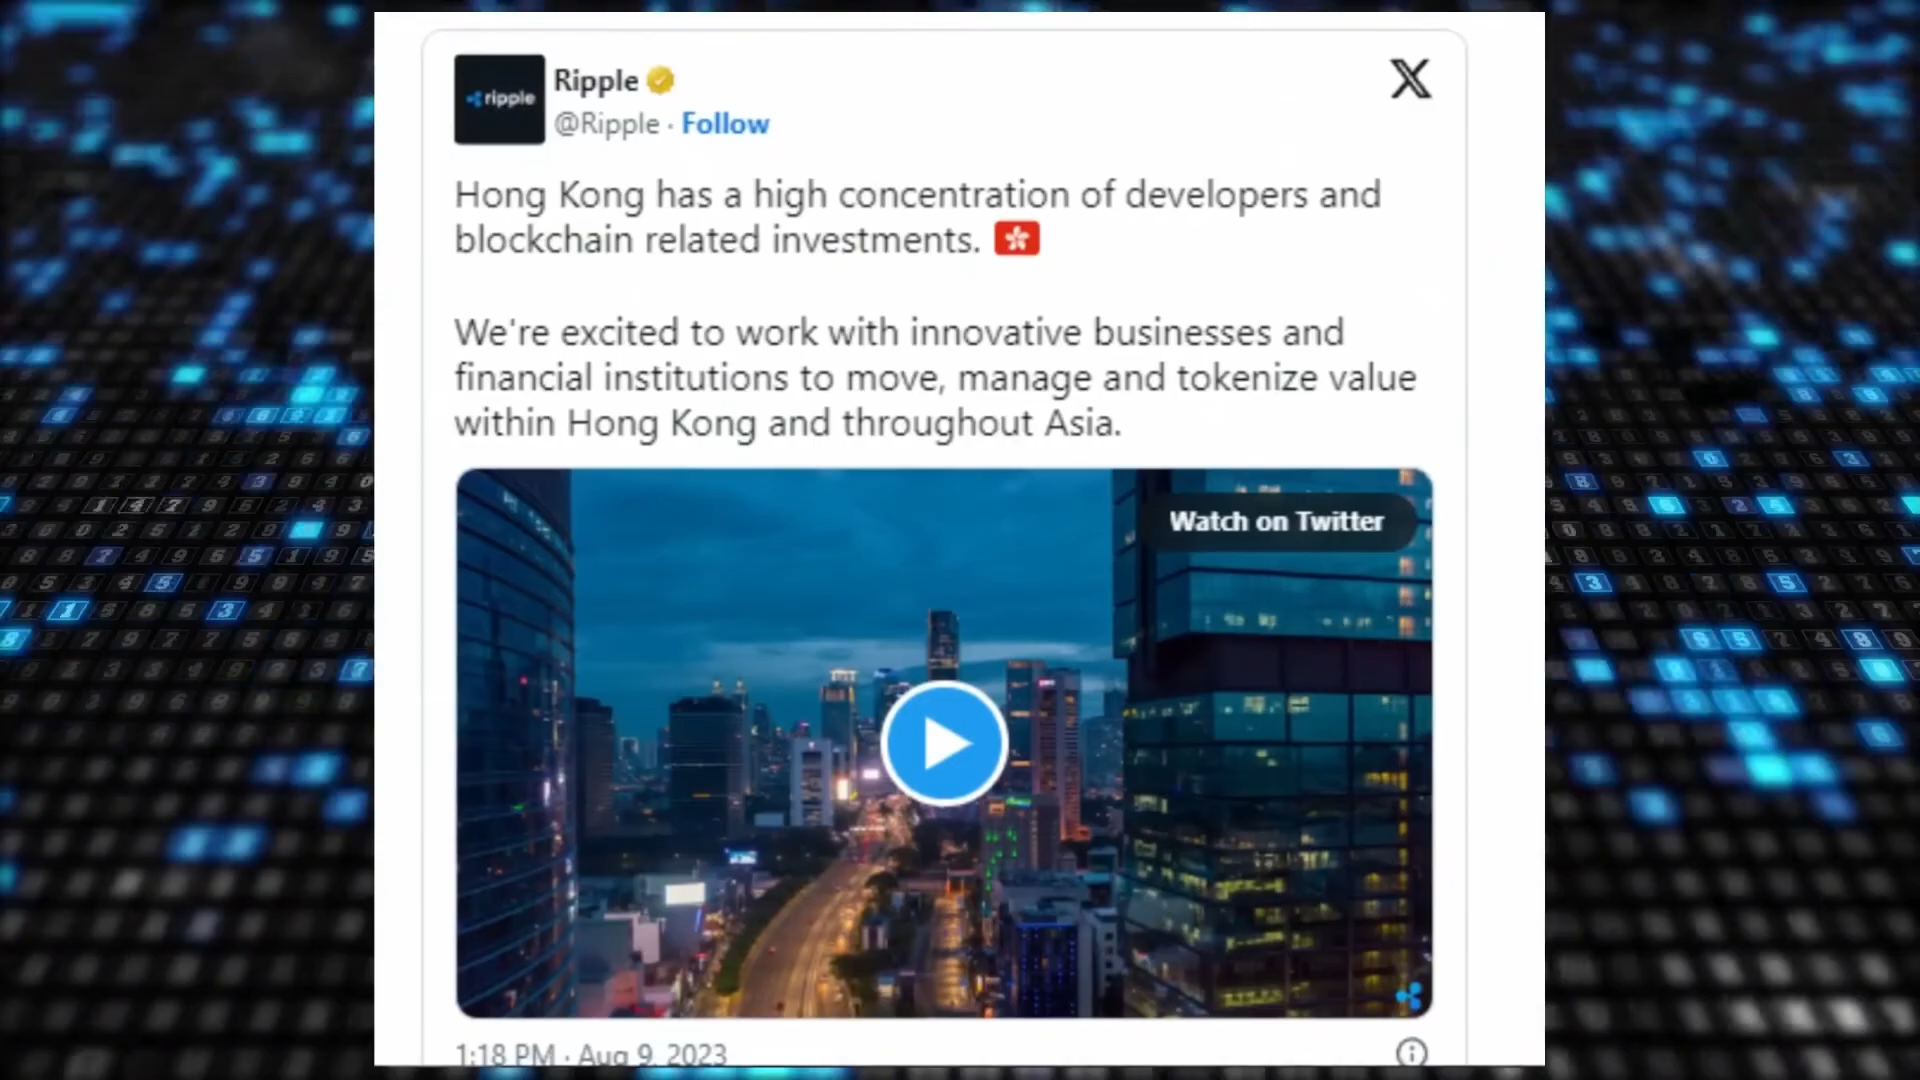 ripple
Ripple
@Ripple · Follow
Hong Kong has a high concentration of developers and
blockchain related investments. 🇭🇰
We're excited to work with innovative businesses and
financial institutions to move, manage and tokenize value
within Hong Kong and throughout Asia.
Watch on Twitter
1:18 PM · Aug 9, 2023